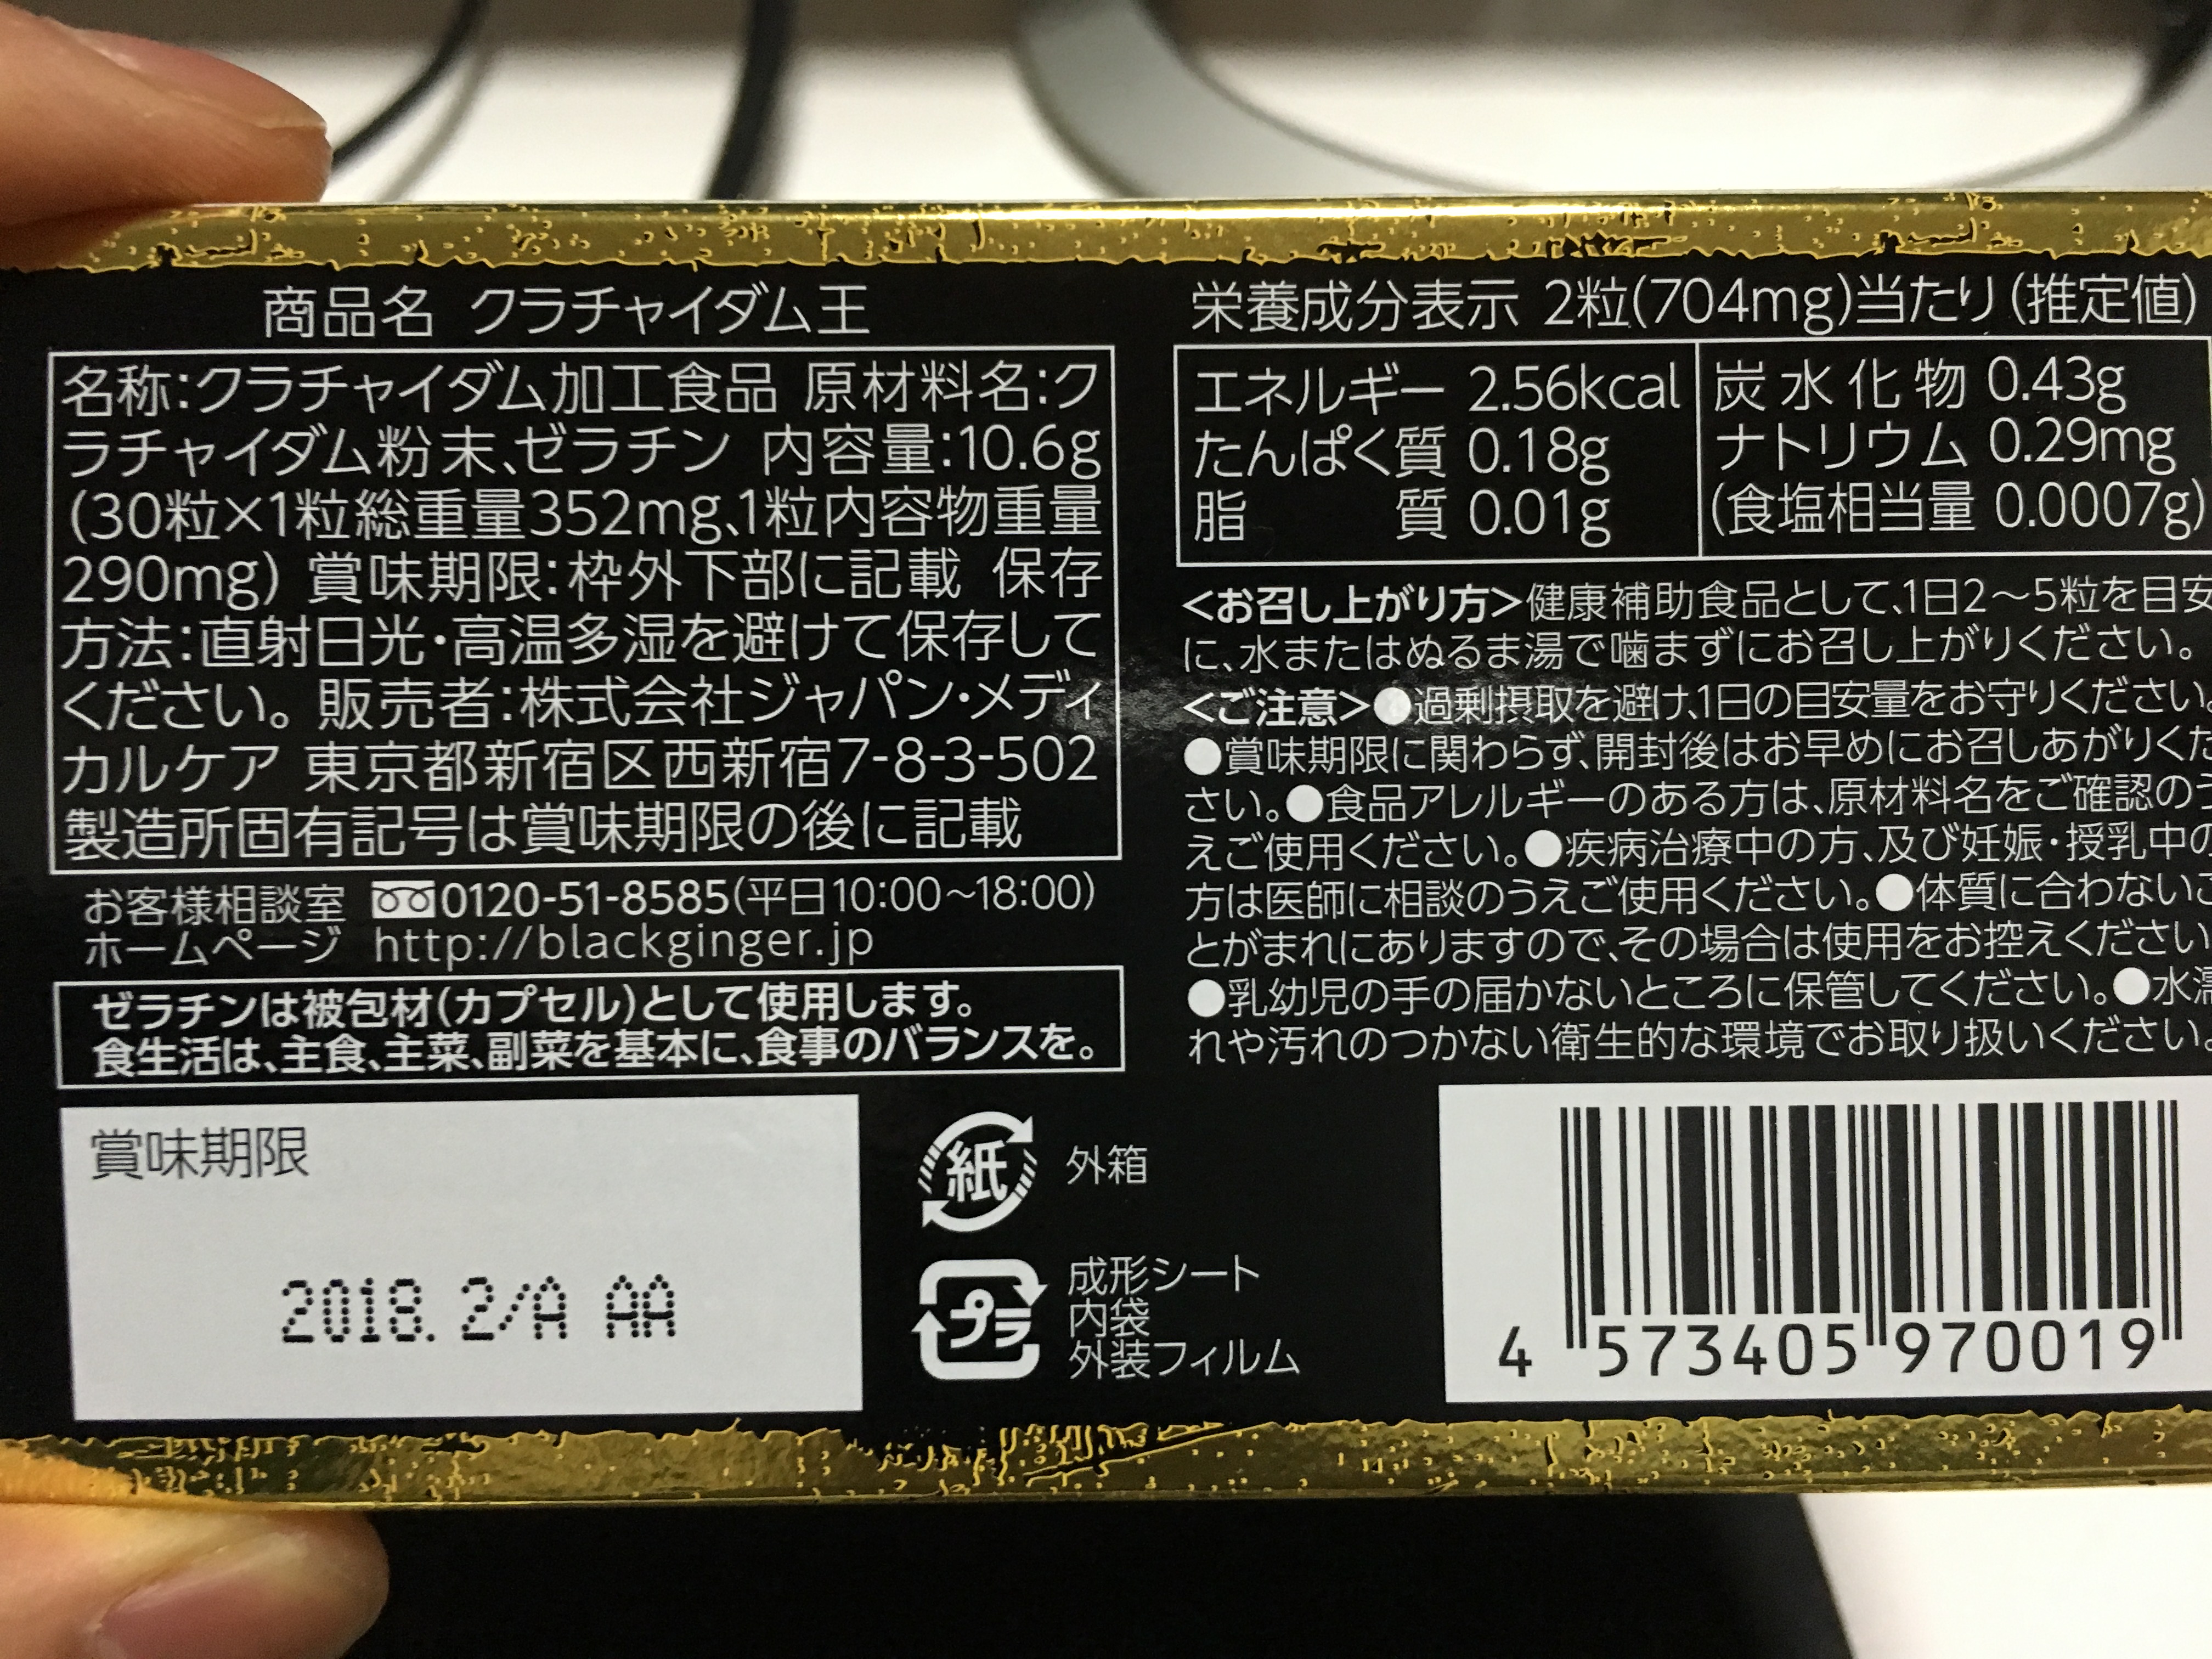 商品名 クラチャイダム王
名称:クラチャイダム加工食品 原材料名:ク
ラチャイダム粉末、ゼラチン 内容量:10.6g
(30粒×1粒総重量352mg、1粒内容物重量
290mg) 賞味期限:枠外下部に記載 保存
方法:直射日光・高温多湿を避けて保存して
ください。 販売者:株式会社ジャパン・メディ
カルケア 東京都新宿区西新宿7-8-3-502
製造所固有記号は賞味期限の後に記載
お客様相談室 0120-51-8585(平日10:00～18:00)
ホームページ http://blackginger.jp
ゼラチンは被包材(カプセル)として使用します。
食生活は、主食、主菜、副菜を基本に、食事のバランスを。
賞味期限
2018. 2/A AA
紙 外箱
プラ 成形シート
内袋
外装フィルム
栄養成分表示 2粒(704mg)当たり(推定値)
エネルギー 2.56kcal
たんぱく質 0.18g
脂質 0.01g
炭水化物 0.43g
ナトリウム 0.29mg
(食塩相当量 0.0007g)
<お召し上がり方>健康補助食品として、1日2～5粒を目安
に、水またはぬるま湯で噛まずにお召し上がりください。
<ご注意>●過剰摂取を避け、1日の目安量をお守りください。
●賞味期限に関わらず、開封後はお早めにお召しあがりくだ
さい。●食品アレルギーのある方は、原材料名をご確認のう
えご使用ください。●疾病治療中の方、及び妊娠・授乳中の
方は医師に相談のうえご使用ください。●体質に合わないこ
とがまれにありますので、その場合は使用をお控えください
●乳幼児の手の届かないところに保管してください。●水濡
れや汚れのつかない衛生的な環境でお取り扱いください。
4 573405 970019